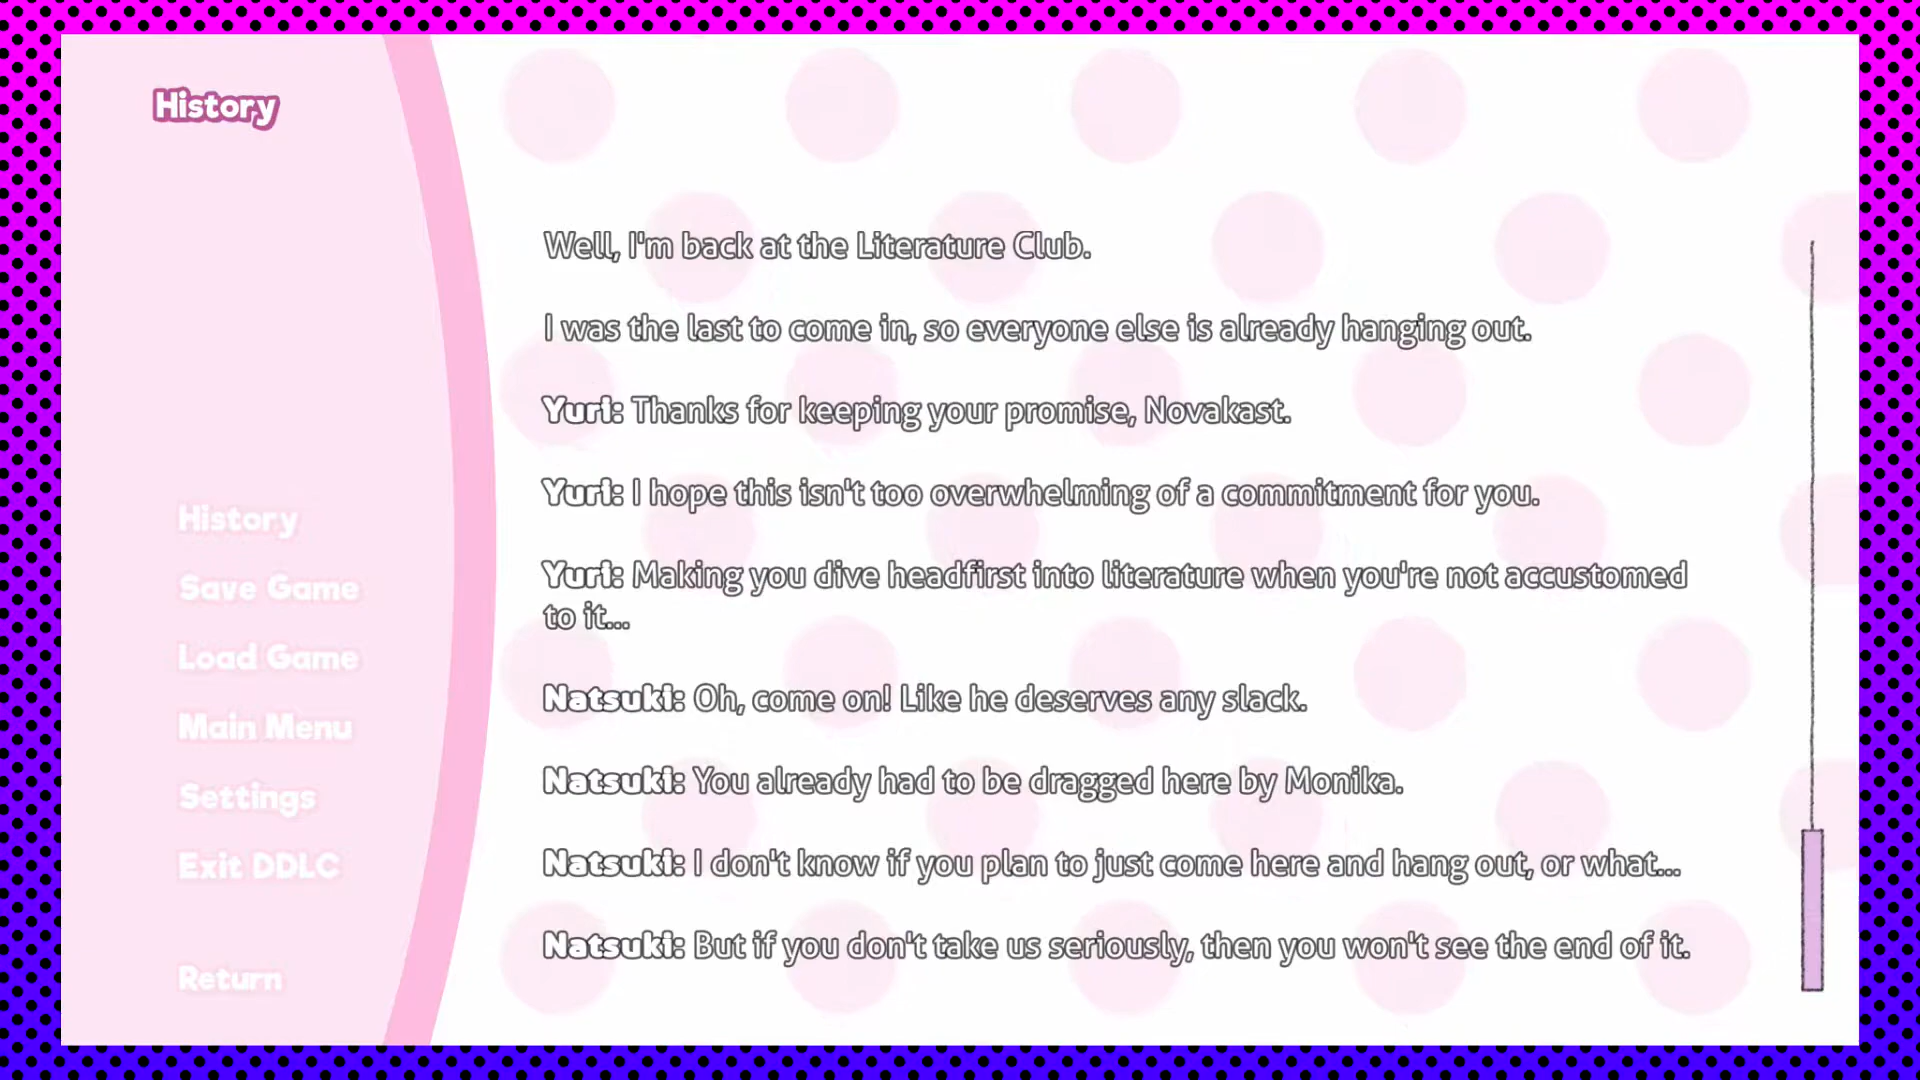 History
Well, I'm back at the Literature Club.
I was the last to come in, so everyone else is already hanging out.
Yuri: Thanks for keeping your promise, Novakast.
Yuri: I hope this isn't too overwhelming of a commitment for you.
Yuri: Making you dive headfirst into literature when you're not accustomed
to it...
Natsuki: Oh, come on! Like he deserves any slack.
Natsuki: You already had to be dragged here by Monika.
Natsuki: I don't know if you plan to just come here and hang out, or what...
Natsuki: But if you don't take us seriously, then you won't see the end of it.
History
Save Game
Load Game
Main Menu
Settings
Exit DDLC
Return